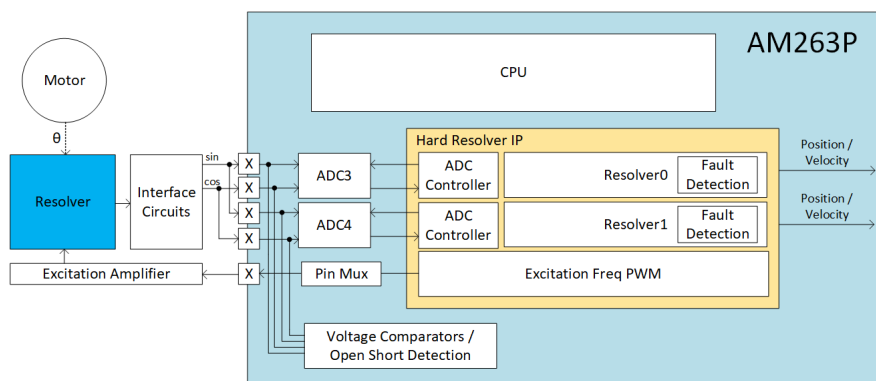 AM263P
Motor
CPU
θ
Hard Resolver IP
sin
cos
Resolver
Interface
Circuits
X
X
X
X
X
ADC3
ADC4
ADC
Controller
ADC
Controller
Resolver0
Fault
Detection
Resolver1
Fault
Detection
Position /
Velocity
Position /
Velocity
Excitation Amplifier
Pin Mux
Excitation Freq PWM
Voltage Comparators /
Open Short Detection